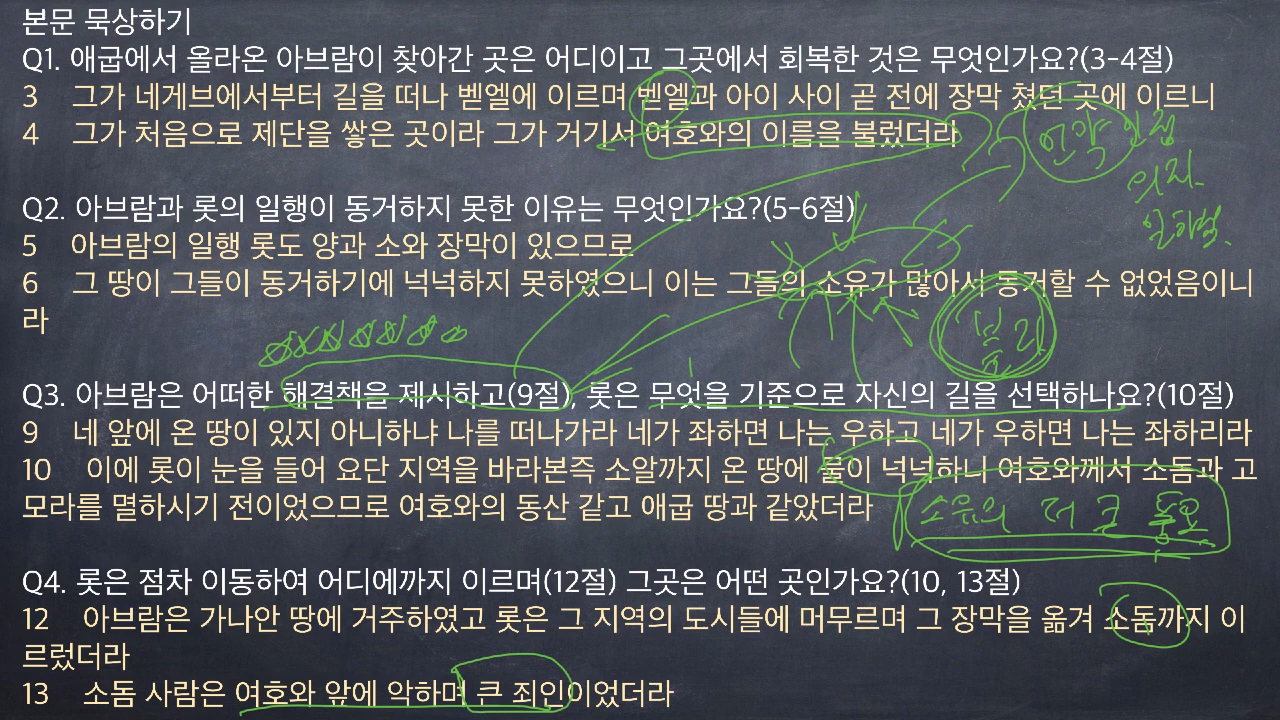 본문 묵상하기
Q1. 애굽에서 올라온 아브람이 찾아간 곳은 어디이고 그곳에서 회복한 것은 무엇인가요?(3-4절)
3 그가 네게브에서부터 길을 떠나 벧엘에 이르며 벧엘과 아이 사이 곧 전에 장막 쳤던 곳에 이르니
4 그가 처음으로 제단을 쌓은 곳이라 그가 거기서 여호와의 이름을 불렀더라
언약 인정
의지
Q2. 아브람과 롯의 일행이 동거하지 못한 이유는 무엇인가요?(5-6절)
5 아브람의 일행 롯도 양과 소와 장막이 있으므로
6 그 땅이 그들이 동거하기에 넉넉하지 못하였으니 이는 그들의 소유가 많아서 동거할 수 없었음이니
라
분리
Q3. 아브람은 어떠한 해결책을 제시하고(9절), 롯은 무엇을 기준으로 자신의 길을 선택하나요?(10절)
9 네 앞에 온 땅이 있지 아니하냐 나를 떠나가라 네가 좌하면 나는 우하고 네가 우하면 나는 좌하리라
10 이에 롯이 눈을 들어 요단 지역을 바라본즉 소알까지 온 땅에 물이 넉넉하니 여호와께서 소돔과 고
모라를 멸하시기 전이었으므로 여호와의 동산 같고 애굽 땅과 같았더라
소유의 더 큰 풍요
Q4. 롯은 점차 이동하여 어디에까지 이르며(12절) 그곳은 어떤 곳인가요?(10, 13절)
12 아브람은 가나안 땅에 거주하였고 롯은 그 지역의 도시들에 머무르며 그 장막을 옮겨 소돔까지 이
르렀더라
13 소돔 사람은 여호와 앞에 악하며 큰 죄인이었더라